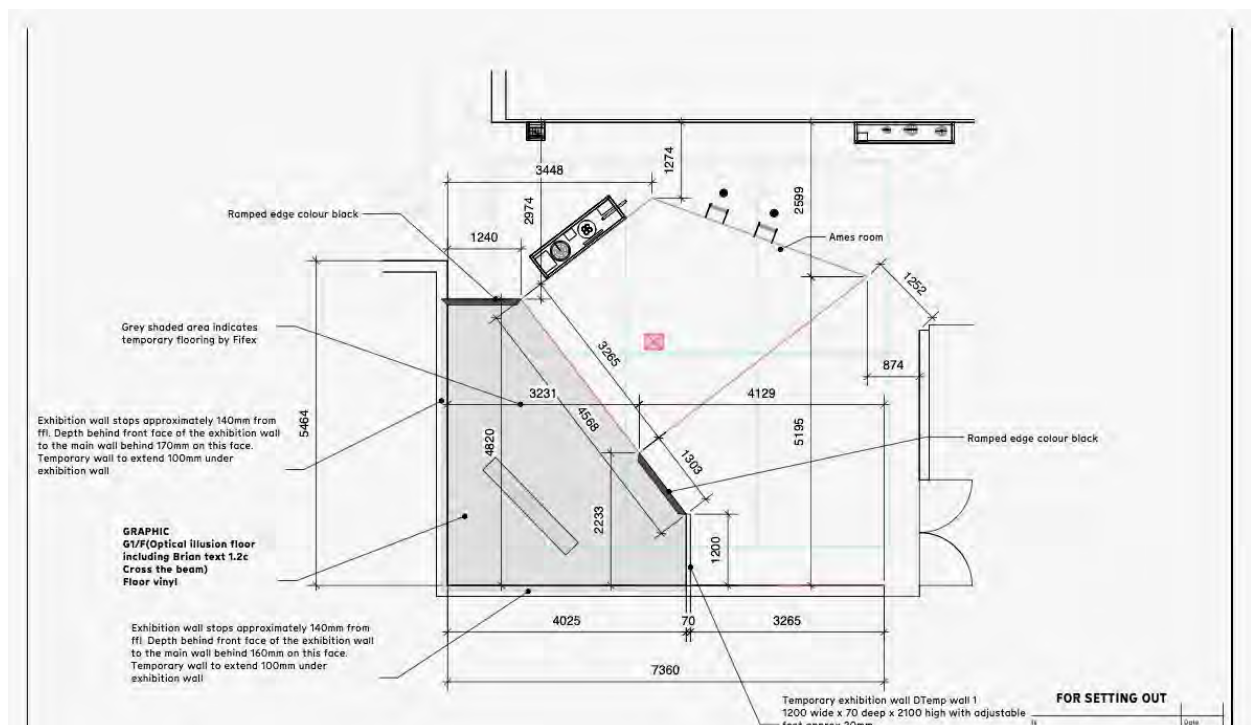 3448
1274
2974
2599
Ramped edge colour black
1240
Ames room
1252
Grey shaded area indicates
temporary flooring by Fifex
3265
874
3231
4129
5464
4568
4820
5195
Exhibition wall stops approximately 140mm from
ffl. Depth behind front face of the exhibition wall
to the main wall behind 170mm on this face.
Temporary wall to extend 100mm under
exhibition wall
Ramped edge colour black
1303
2233
1200
GRAPHIC
G1/F(Optical illusion floor
including Brian text 1.2c
Cross the beam)
Floor vinyl
4025
70
3265
Exhibition wall stops approximately 140mm from
ffl. Depth behind front face of the exhibition wall
to the main wall behind 160mm on this face.
Temporary wall to extend 100mm under
exhibition wall
7360
Temporary exhibition wall DTemp wall 1
1200 wide x 70 deep x 2100 high with adjustable
feet approx 20mm
FOR SETTING OUT
Date